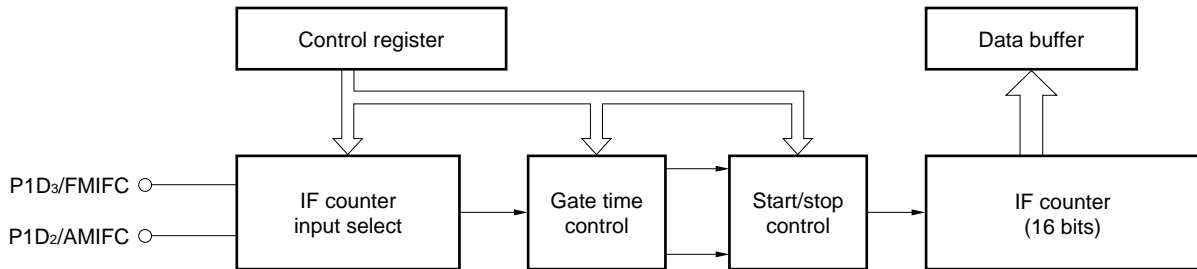 Control register
Data buffer
P1D₃/FMIFC
P1D₂/AMIFC
IF counter
input select
Gate time
control
Start/stop
control
IF counter
(16 bits)